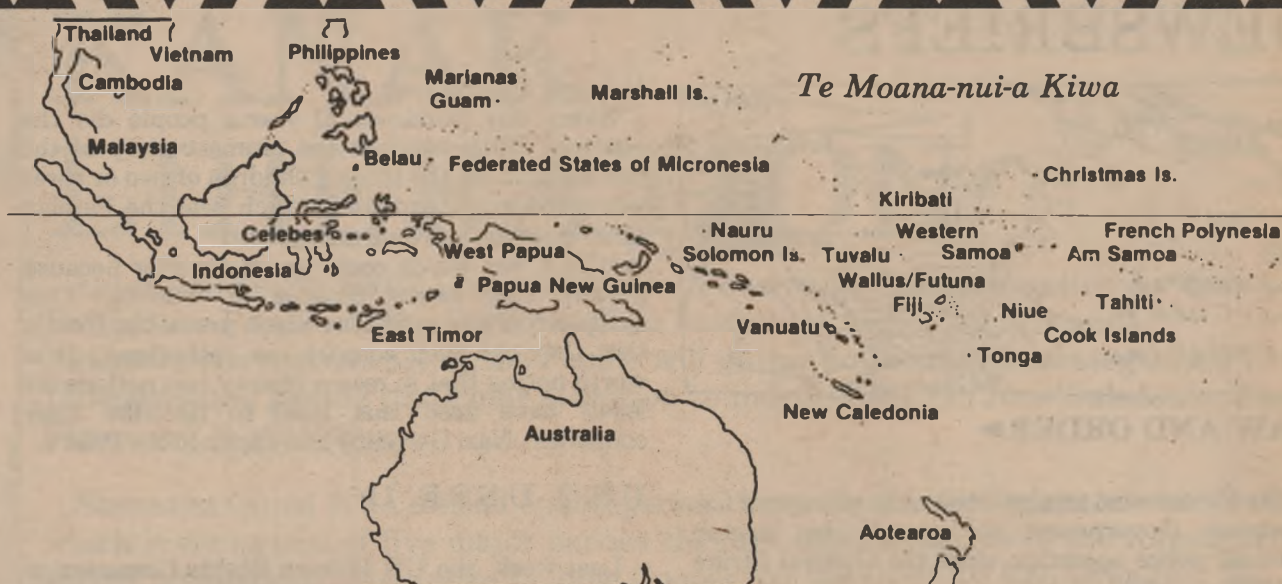 Thailand
Vietnam
Philippines
Cambodia
Marianas
Guam
Marshall Is.
Te Moana-nui-a Kiwa
Malaysia
Belau
Federated States of Micronesia
Christmas Is.
Kiribati
Celebes
Nauru
Western
Samoa
French Polynesia
West Papua
Solomon Is.
Tuvalu
Am Samoa
Indonesia
Papua New Guinea
Wallus/Futuna
Fiji
Niue
Tahiti
East Timor
Vanuatu
Cook Islands
Tonga
New Caledonia
Australia
Aotearoa